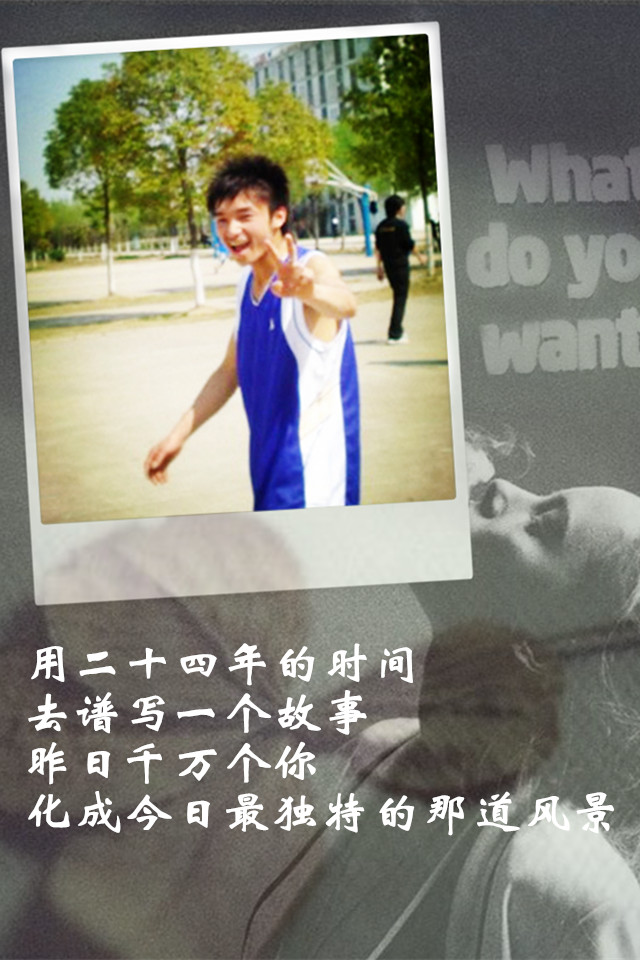 What
do yo
want
用二十四年的时间
去谱写一个故事
昨日千万个你
化成今日最独特的那道风景